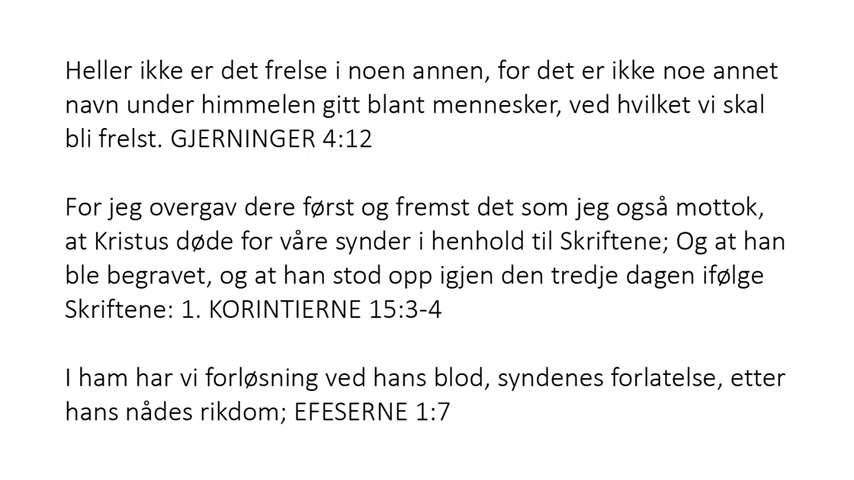 Heller ikke er det frelse i noen annen, for det er ikke noe annet
navn under himmelen gitt blant mennesker, ved hvilket vi skal
bli frelst. GJERNINGER 4:12
For jeg overgav dere først og fremst det som jeg også mottok,
at Kristus døde for våre synder i henhold til Skriftene; Og at han
ble begravet, og at han stod opp igjen den tredje dagen ifølge
Skriftene: 1. KORINTIERNE 15:3-4
I ham har vi forløsning ved hans blod, syndenes forlatelse, etter
hans nådes rikdom; EFESERNE 1:7